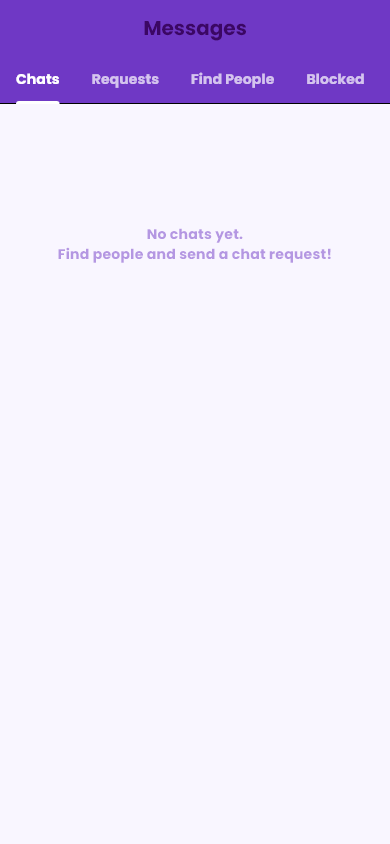 Messages
Chats Requests Find People Blocked
No chats yet.
Find people and send a chat request!